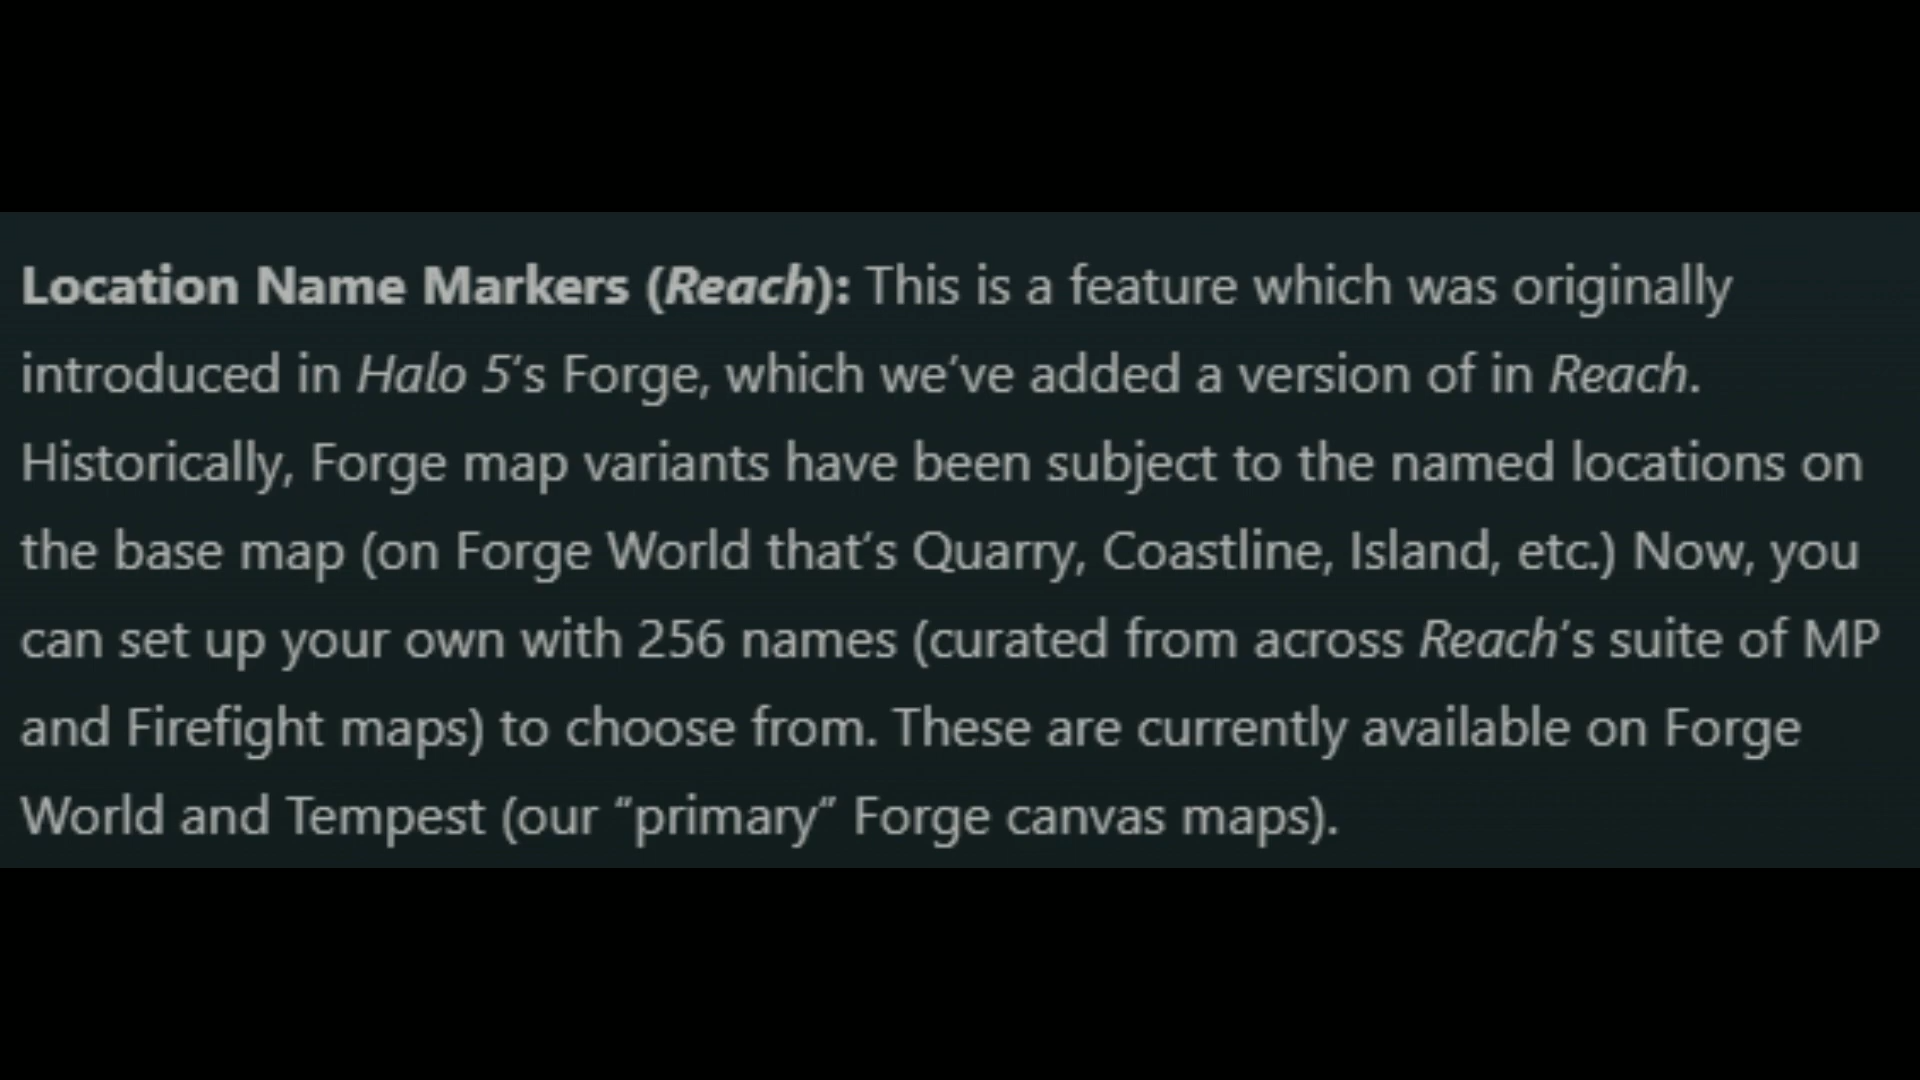 Location Name Markers (Reach): This is a feature which was originally
introduced in Halo 5's Forge, which we've added a version of in Reach.
Historically, Forge map variants have been subject to the named locations on
the base map (on Forge World that's Quarry, Coastline, Island, etc.) Now, you
can set up your own with 256 names (curated from across Reach's suite of MP
and Firefight maps) to choose from. These are currently available on Forge
World and Tempest (our “primary” Forge canvas maps).